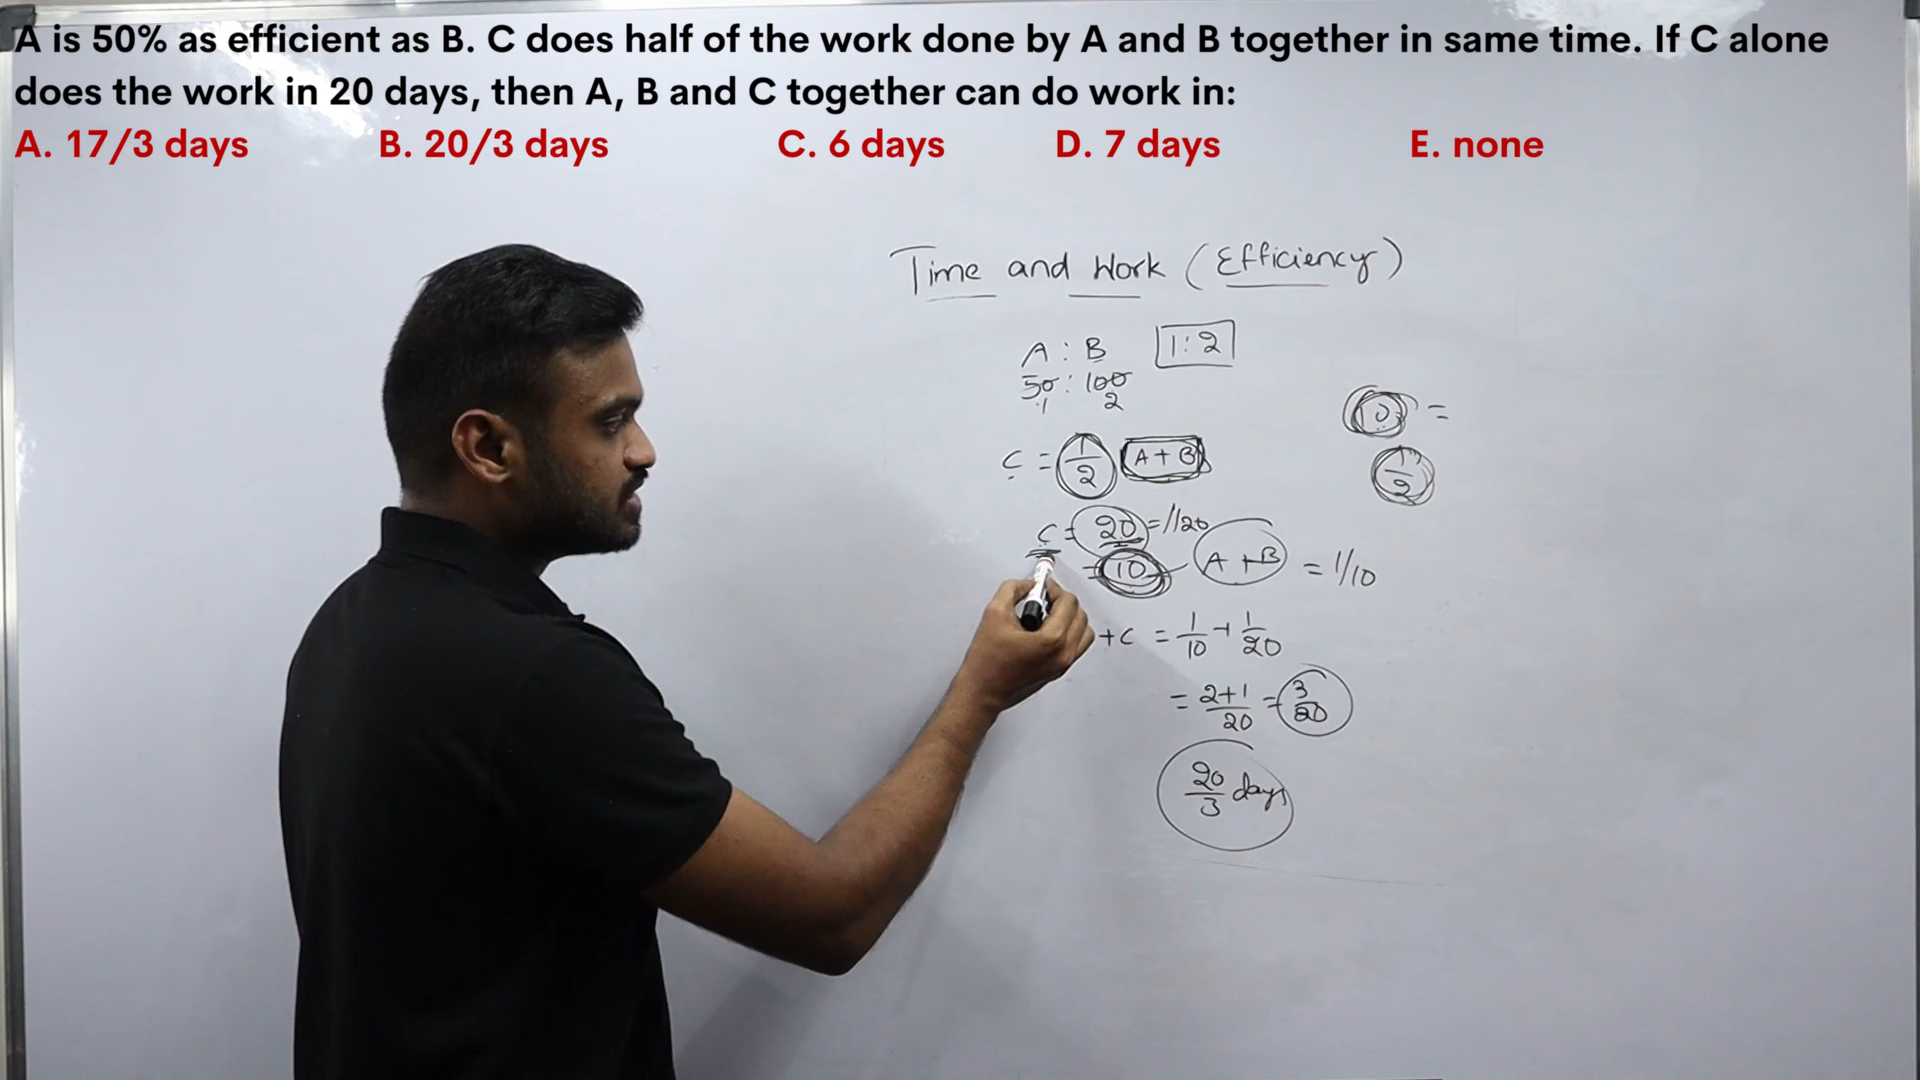 A is 50% as efficient as B. C does half of the work done by A and B together in same time. If C alone
does the work in 20 days, then A, B and C together can do work in:
A. 17/3 days B. 20/3 days C. 6 days D. 7 days E. none
Time and Work (Efficiency)
A : B 1:2
50 : 100
1 2
10 =
C = 1/2 A+B
1/2
C = 20 = 1/20
= 10 - A+B = 1/10
+C = 1/10 + 1/20
= 2+1/20 = 3/20
20/3 days